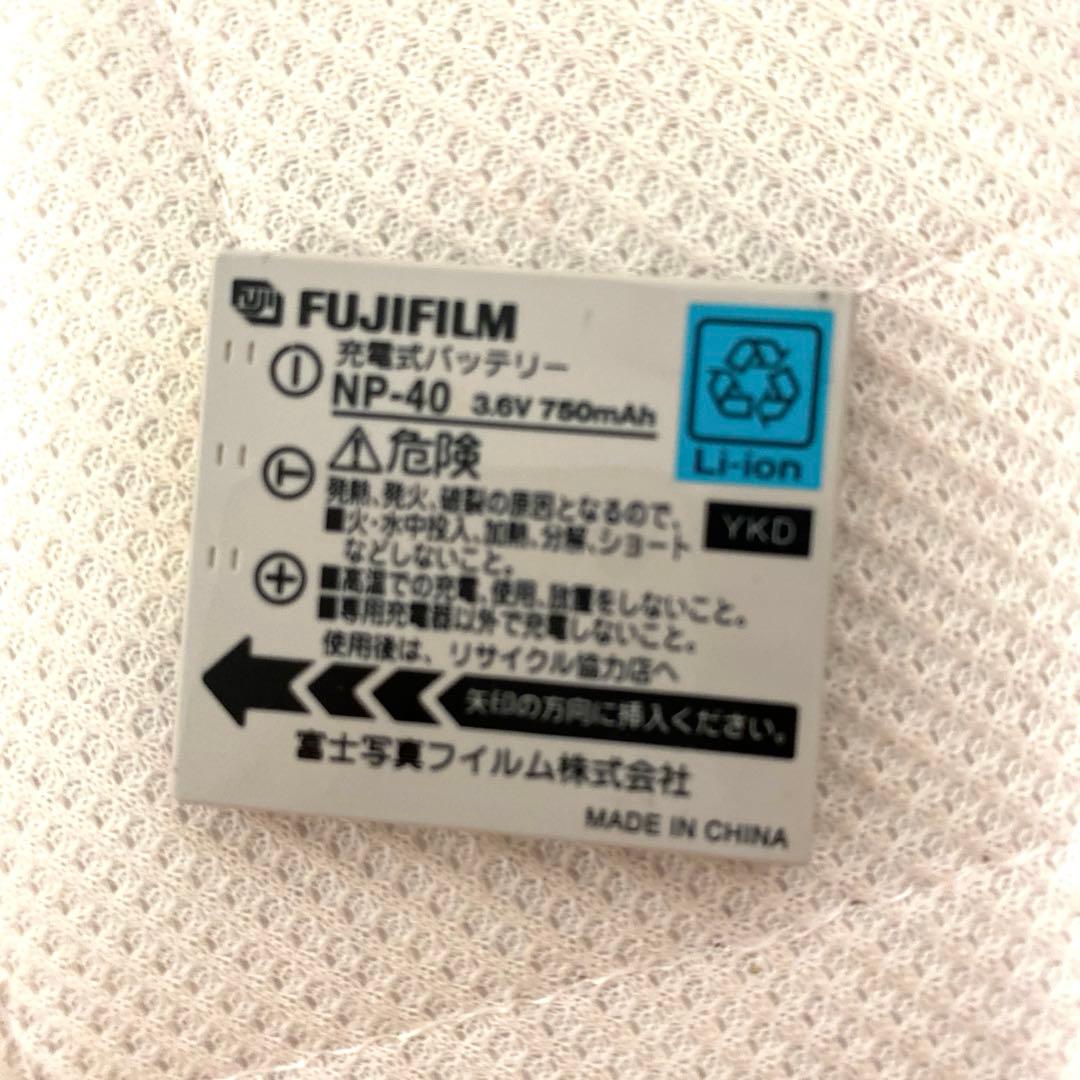 FUJI FUJIFILM
充電式バッテリー
NP-40 3.6V 750mAh
Li-ion
危険
YKD
発熱、発火、破裂の原因となるので、
■火・水中投入、加熱、分解、ショート
などしないこと。
■高温での充電、使用、放置をしないこと。
■専用充電器以外で充電しないこと。
使用後は、リサイクル協力店へ
矢印の方向に挿入ください。
富士写真フイルム株式会社
MADE IN CHINA